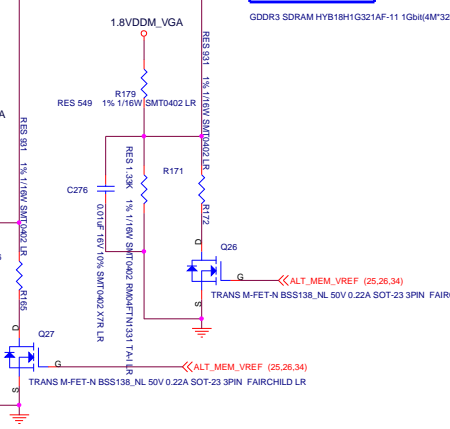 GDDR3 SDRAM HYB18H1G321AF-11 1Gbit(4M*32
1.8VDDM_VGA
R179
RES 549 1% 1/16W SMT0402 LR
RES 931 1% 1/16W SMT0402 LR
A
RES 931 1% 1/16W SMT0402 LR
RES 1.33K 1% 1/16W SMT0402 RM04FTN1331 TA-I LR
R171
C276
0.01uF 16V 10% SMT0402 X7R LR
R172
Q26
D
G
S
ALT_MEM_VREF (25,26,34)
TRANS M-FET-N BSS138_NL 50V 0.22A SOT-23 3PIN FAIR
R165
Q27
D
G
S
ALT_MEM_VREF (25,26,34)
TRANS M-FET-N BSS138_NL 50V 0.22A SOT-23 3PIN FAIRCHILD LR